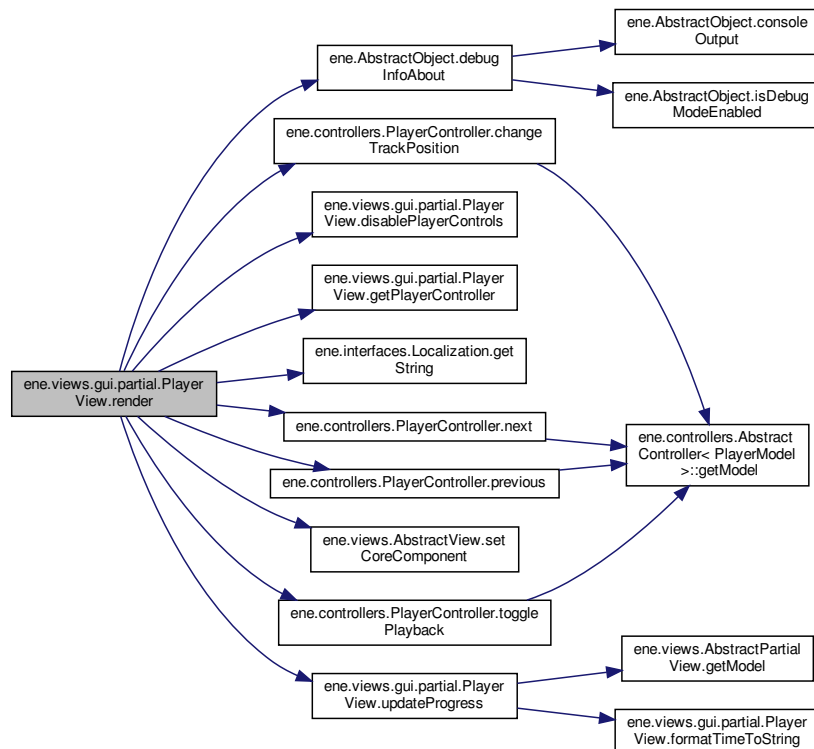 ene.views.gui.partial.Player
View.render
ene.AbstractObject.debug
InfoAbout
ene.AbstractObject.console
Output
ene.AbstractObject.isDebug
ModeEnabled
ene.controllers.PlayerController.change
TrackPosition
ene.views.gui.partial.Player
View.disablePlayerControls
ene.views.gui.partial.Player
View.getPlayerController
ene.interfaces.Localization.get
String
ene.controllers.PlayerController.next
ene.controllers.PlayerController.previous
ene.controllers.Abstract
Controller< PlayerModel
>::getModel
ene.views.AbstractView.set
CoreComponent
ene.controllers.PlayerController.toggle
Playback
ene.views.gui.partial.Player
View.updateProgress
ene.views.AbstractPartial
View.getModel
ene.views.gui.partial.Player
View.formatTimeToString